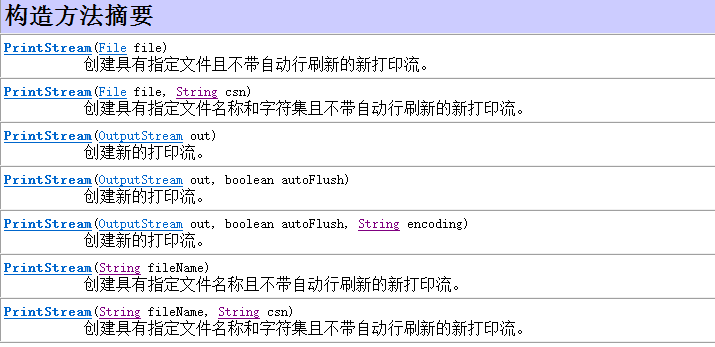 构造方法摘要
PrintStream(File file)
创建具有指定文件且不带自动行刷新的新打印流。
PrintStream(File file, String csn)
创建具有指定文件名称和字符集且不带自动行刷新的新打印流。
PrintStream(OutputStream out)
创建新的打印流。
PrintStream(OutputStream out, boolean autoFlush)
创建新的打印流。
PrintStream(OutputStream out, boolean autoFlush, String encoding)
创建新的打印流。
PrintStream(String fileName)
创建具有指定文件名称且不带自动行刷新的新打印流。
PrintStream(String fileName, String csn)
创建具有指定文件名称和字符集且不带自动行刷新的新打印流。